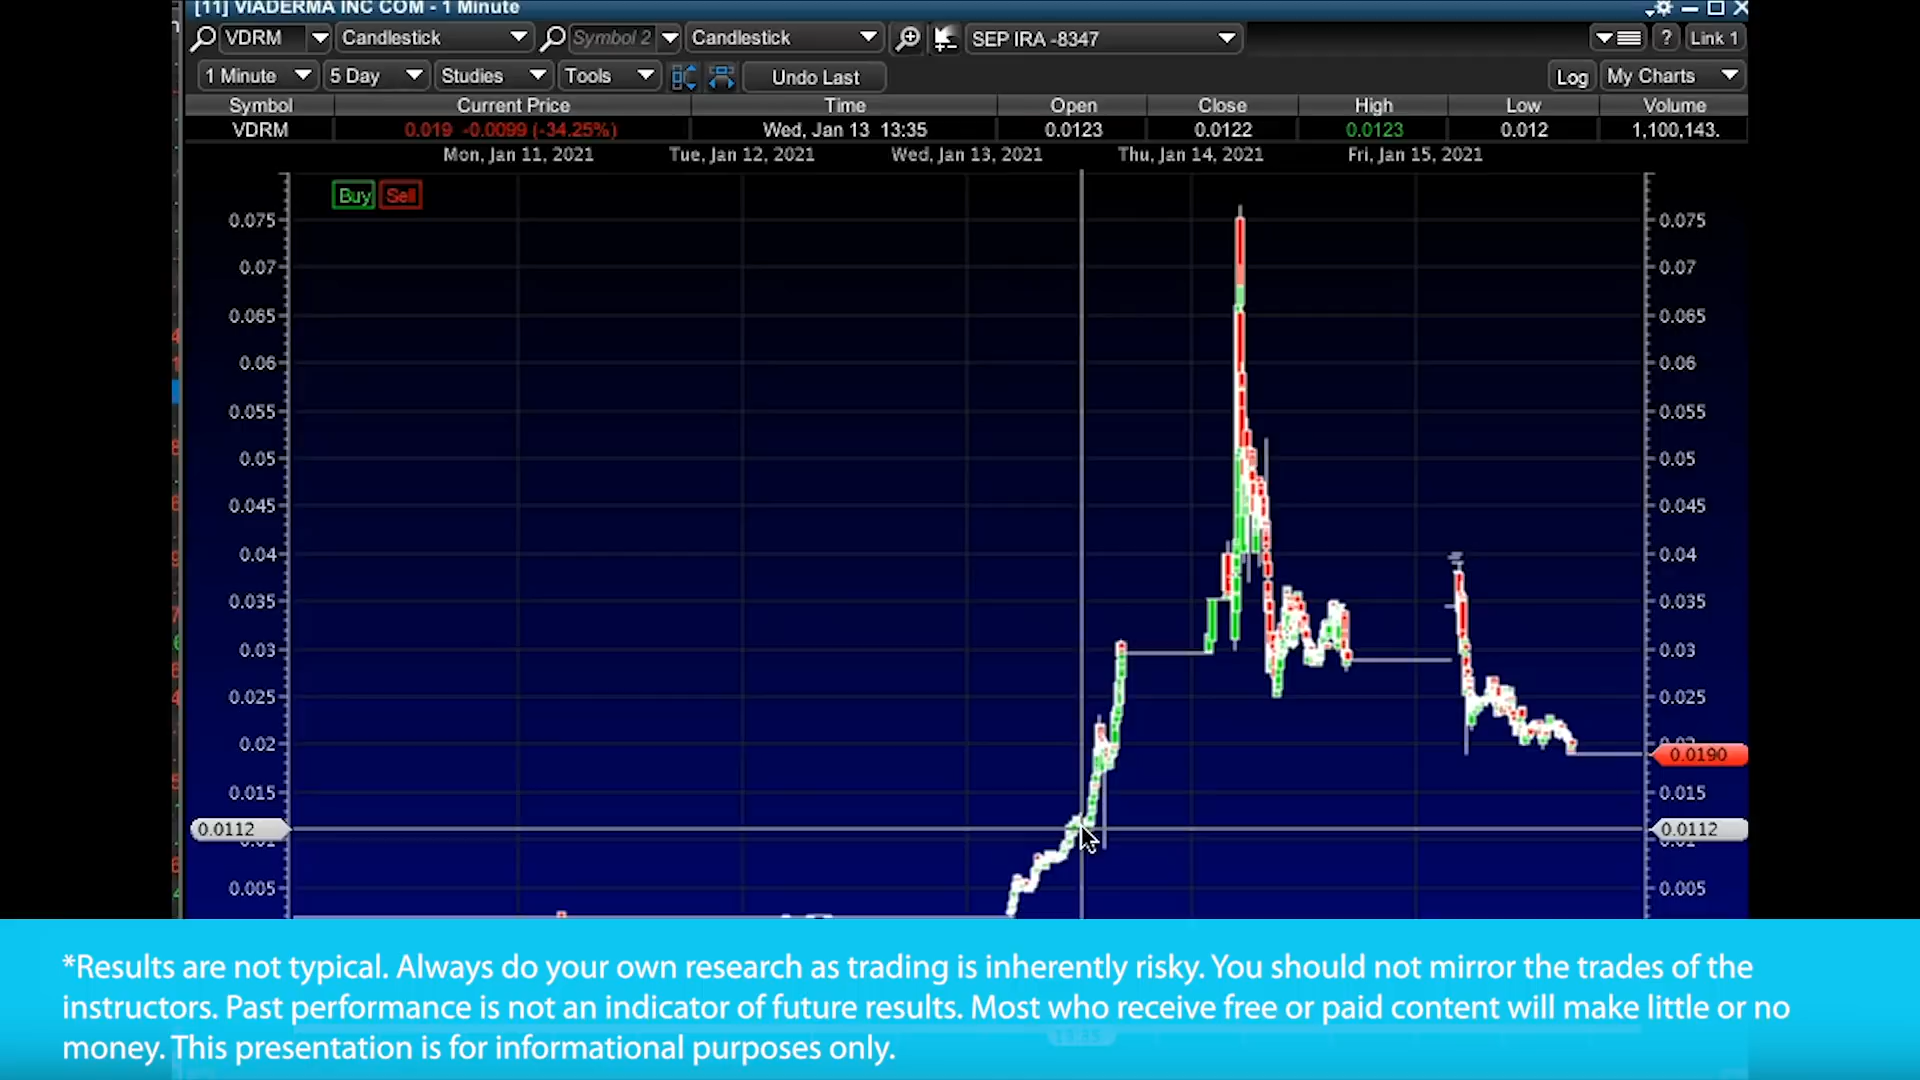 [11] VIADERMA INC COM - 1 Minute
VDRM Candlestick Symbol 2 Candlestick SEP IRA -8347 ? Link 1
1 Minute 5 Day Studies Tools Undo Last Log My Charts
Symbol Current Price Time Open Close High Low Volume
VDRM 0.019 -0.0099 (-34.25%) Wed, Jan 13 13:35 0.0123 0.0122 0.0123 0.012 1,100,143.
Mon, Jan 11, 2021 Tue, Jan 12, 2021 Wed, Jan 13, 2021 Thu, Jan 14, 2021 Fri, Jan 15, 2021
Buy Sell
0.075 0.075
0.07 0.07
0.065 0.065
0.06 0.06
0.055 0.055
0.05 0.05
0.045 0.045
0.04 0.04
0.035 0.035
0.03 0.03
0.025 0.025
0.02
0.0190
0.015 0.015
0.0112 0.0112
0.005 0.005
*Results are not typical. Always do your own research as trading is inherently risky. You should not mirror the trades of the
instructors. Past performance is not an indicator of future results. Most who receive free or paid content will make little or no
money. This presentation is for informational purposes only.